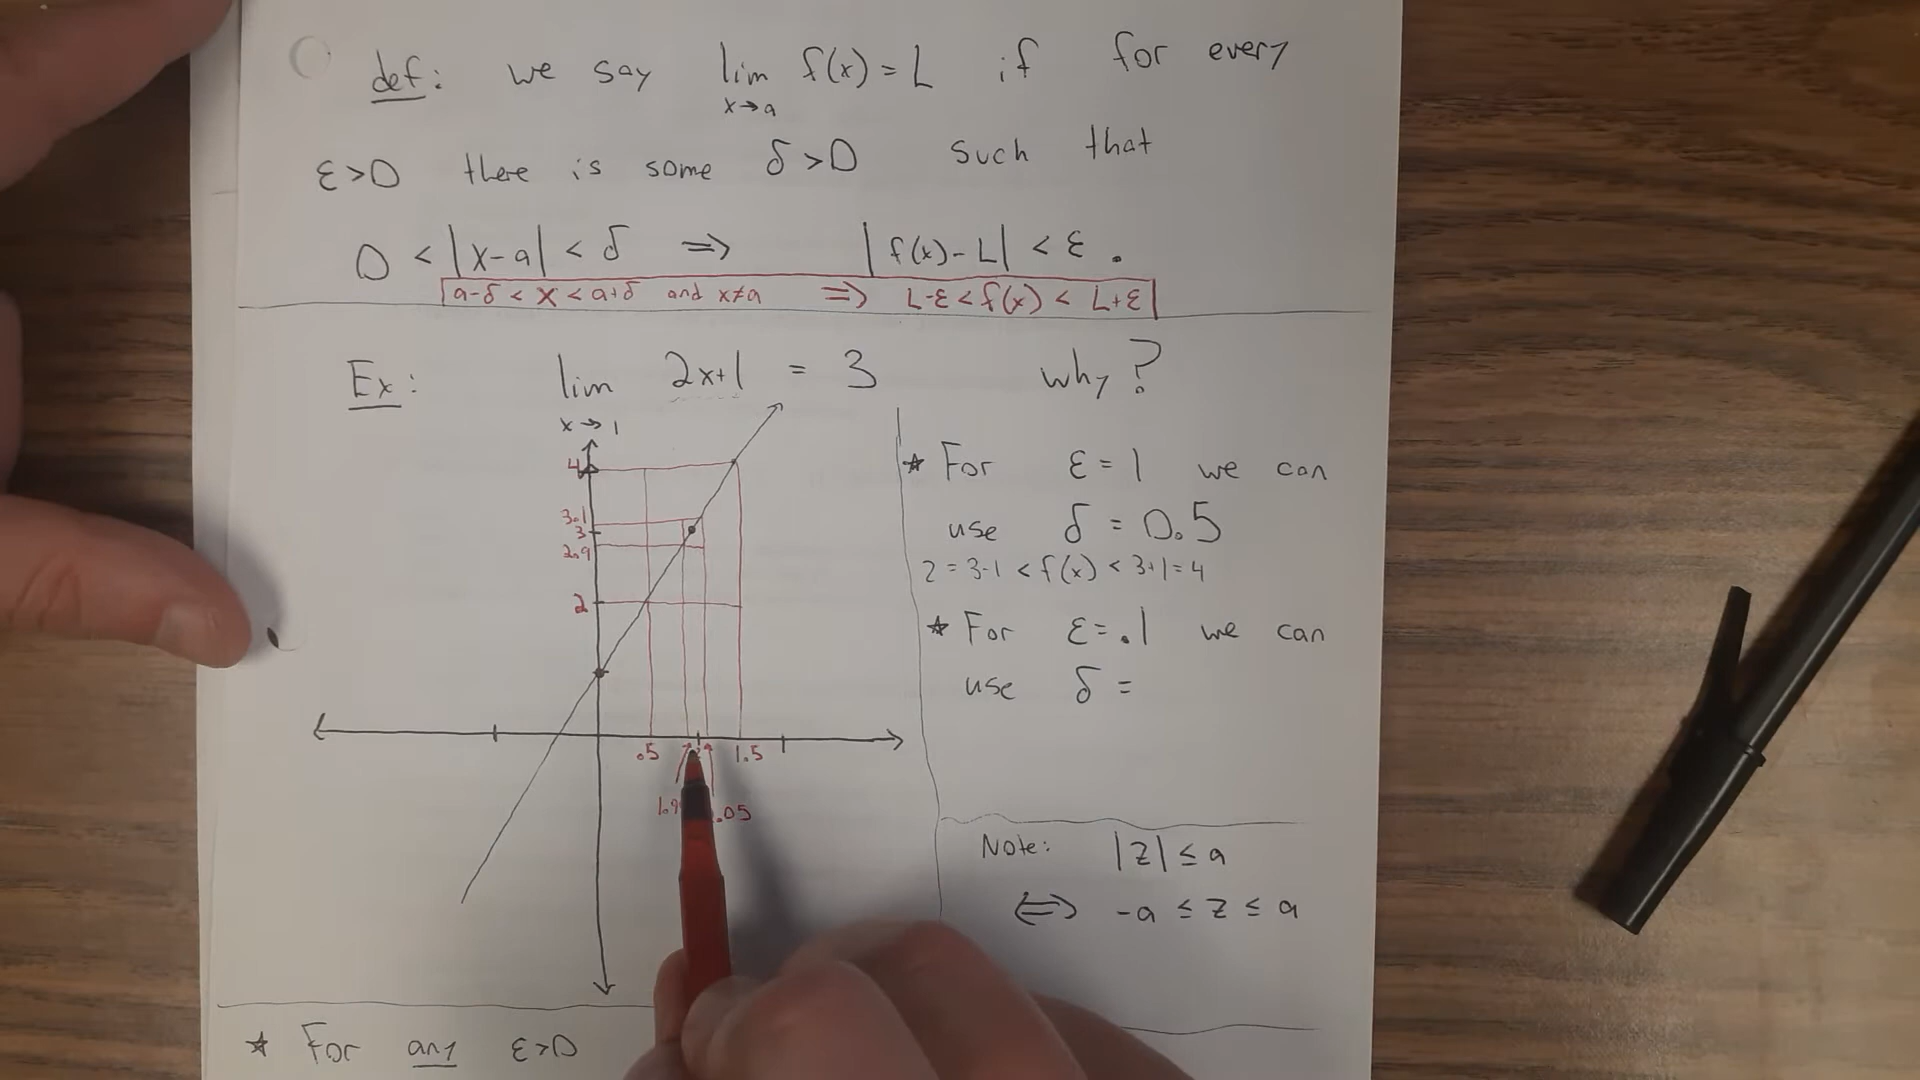 def: we say lim f(x) = L if for every
x→a
ε>0 there is some δ>0 such that
0 < |x-a| < δ ⇒ |f(x)-L| < ε.
a-δ < x < a+δ and x≠a ⇒ L-ε < f(x) < L+ε
Ex: lim 2x+1 = 3 why?
x→1
4
3.1
3
2.9
2
.5
1.5
.05
★ For ε = 1 we can
use δ = 0.5
2 = 3-1 < f(x) < 3+1 = 4
★ For ε = .1 we can
use δ =
Note: |z| ≤ a
⇔ -a ≤ z ≤ a
★ For any ε>0